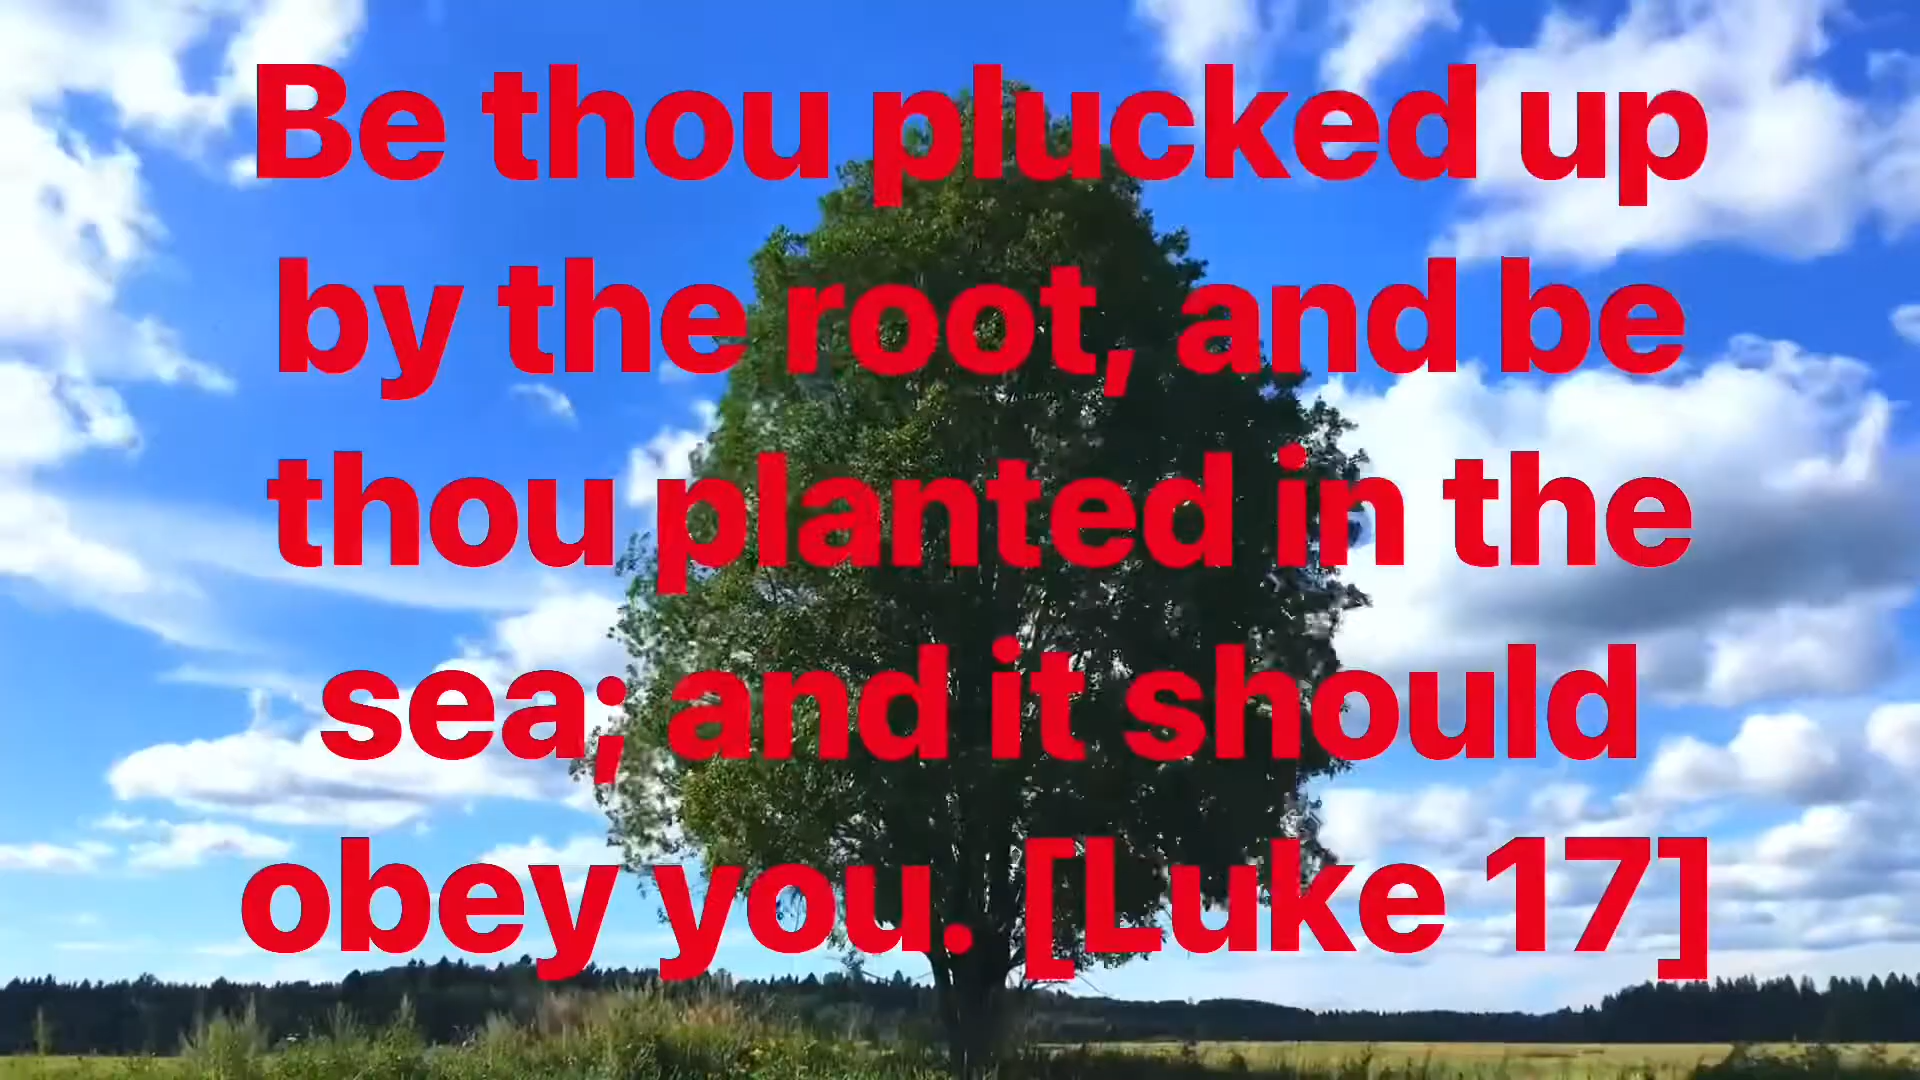 Be thou plucked up
by the root, and be
thou planted in the
sea; and it should
obey you. [Luke 17]